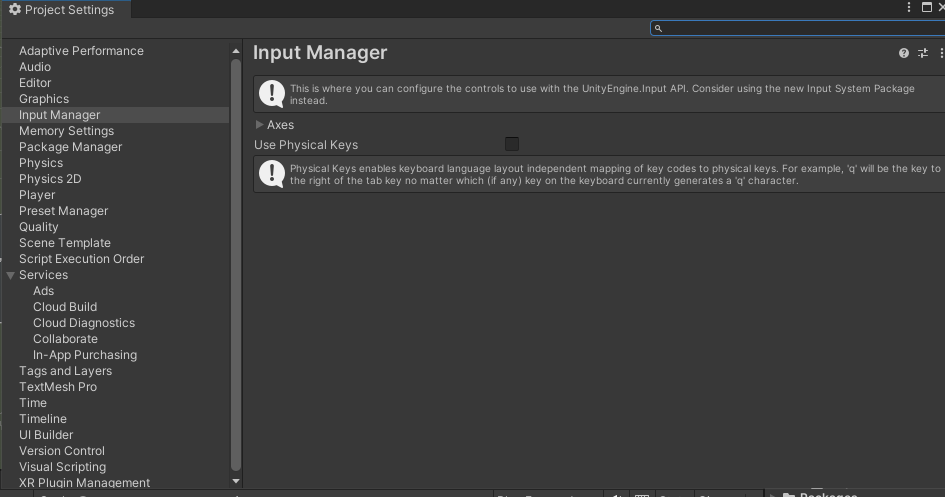 Project Settings
Input Manager
This is where you can configure the controls to use with the UnityEngine.Input API. Consider using the new Input System Package
instead.
Axes
Use Physical Keys
Physical Keys enables keyboard language layout independent mapping of key codes to physical keys. For example, 'q' will be the key to
the right of the tab key no matter which (if any) key on the keyboard currently generates a 'q' character.
Adaptive Performance
Audio
Editor
Graphics
Input Manager
Memory Settings
Package Manager
Physics
Physics 2D
Player
Preset Manager
Quality
Scene Template
Script Execution Order
Services
Ads
Cloud Build
Cloud Diagnostics
Collaborate
In-App Purchasing
Tags and Layers
TextMesh Pro
Time
Timeline
UI Builder
Version Control
Visual Scripting
XR Plugin Management
Packages